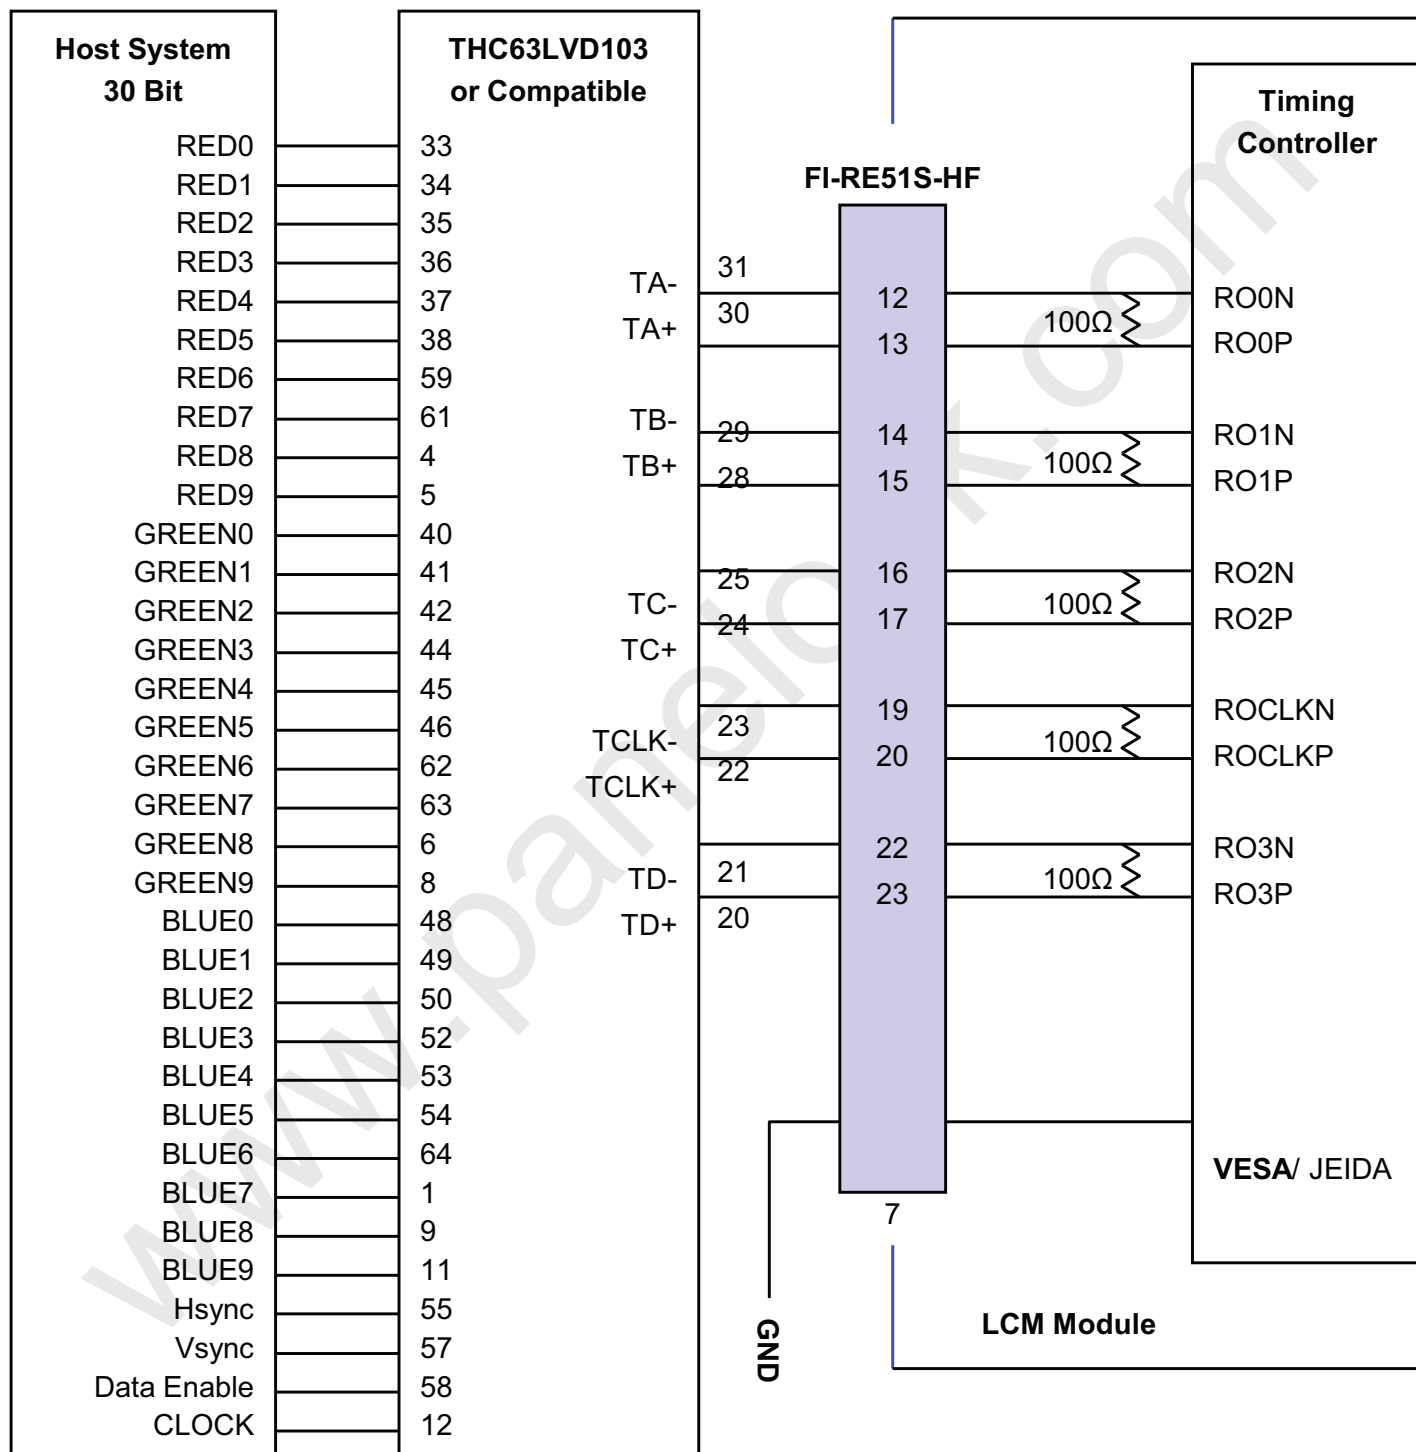 Host System
30 Bit
RED0
RED1
RED2
RED3
RED4
RED5
RED6
RED7
RED8
RED9
GREEN0
GREEN1
GREEN2
GREEN3
GREEN4
GREEN5
GREEN6
GREEN7
GREEN8
GREEN9
BLUE0
BLUE1
BLUE2
BLUE3
BLUE4
BLUE5
BLUE6
BLUE7
BLUE8
BLUE9
Hsync
Vsync
Data Enable
CLOCK
THC63LVD103
or Compatible
33
34
35
36
37
38
59
61
4
5
40
41
42
44
45
46
62
63
6
8
48
49
50
52
53
54
64
1
9
11
55
57
58
12
TA-
TA+
TB-
TB+
TC-
TC+
TCLK-
TCLK+
TD-
TD+
31
30
29
28
25
24
23
22
21
20
FI-RE51S-HF
12
13
14
15
16
17
19
20
22
23
7
GND
100Ω
100Ω
100Ω
100Ω
100Ω
Timing
Controller
RO0N
RO0P
RO1N
RO1P
RO2N
RO2P
ROCLKN
ROCLKP
RO3N
RO3P
VESA/ JEIDA
LCM Module